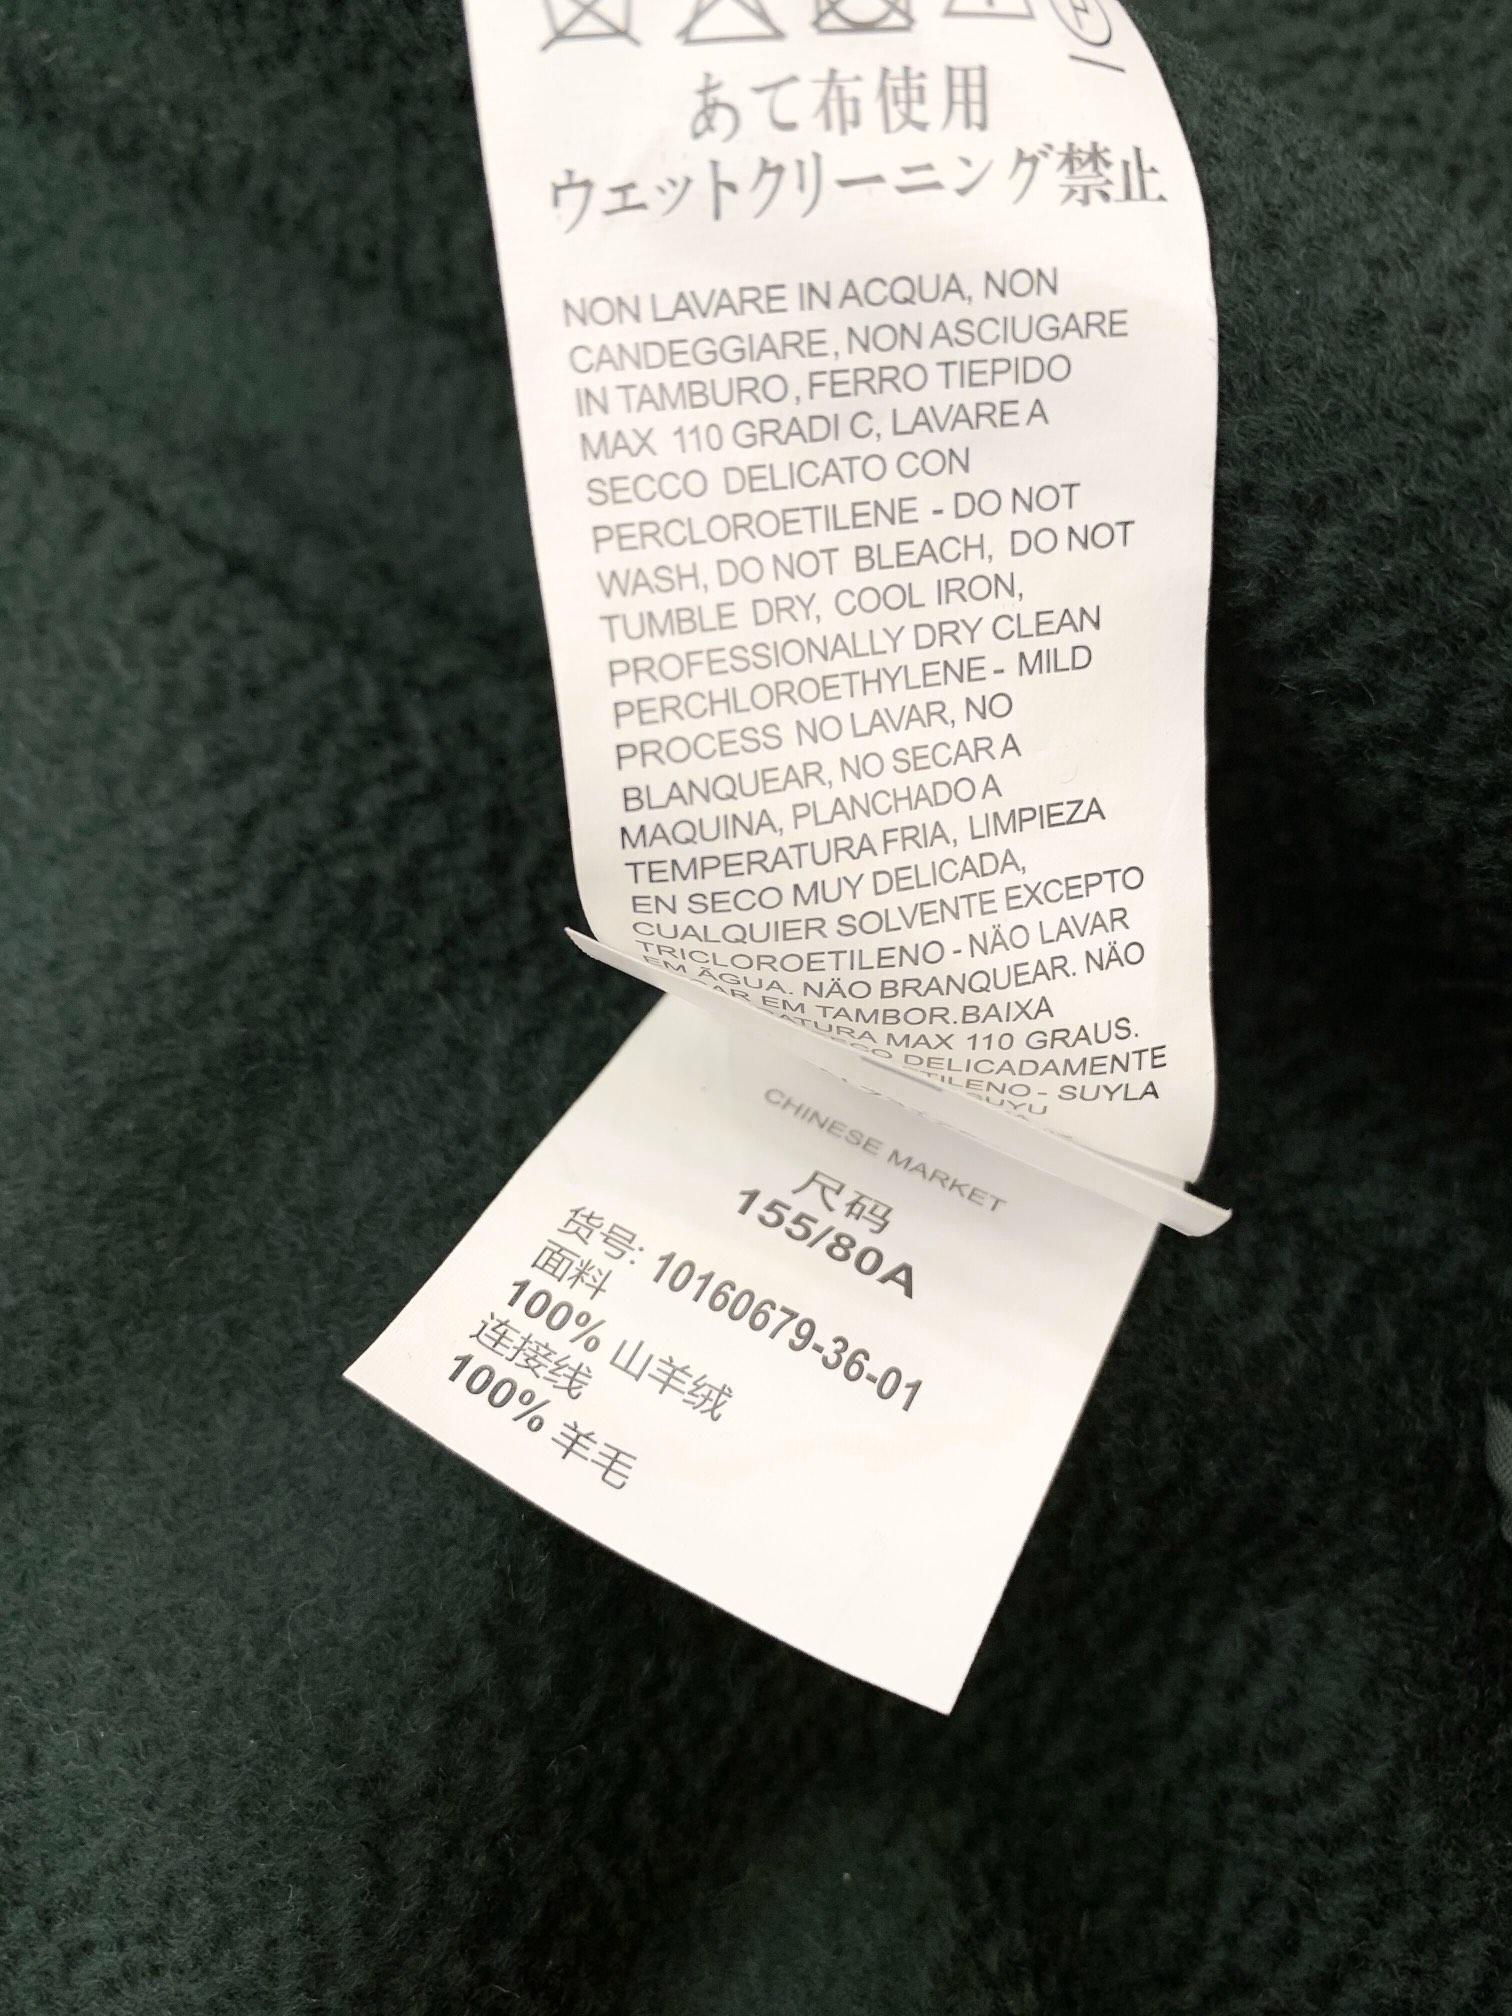 あて布使用
ウェットクリーニング禁止
NON LAVARE IN ACQUA, NON
CANDEGGIARE, NON ASCIUGARE
IN TAMBURO, FERRO TIEPIDO
MAX 110 GRADI C, LAVARE A
SECCO DELICATO CON
PERCLOROETILENE - DO NOT
WASH, DO NOT BLEACH, DO NOT
TUMBLE DRY, COOL IRON,
PROFESSIONALLY DRY CLEAN
PERCHLOROETHYLENE - MILD
PROCESS NO LAVAR, NO
BLANQUEAR, NO SECAR A
MAQUINA, PLANCHADO A
TEMPERATURA FRIA, LIMPIEZA
EN SECO MUY DELICADA,
CUALQUIER SOLVENTE EXCEPTO
TRICLOROETILENO - NÃO LAVAR
EM ÁGUA. NÃO BRANQUEAR. NÃO
EM TAMBOR.BAIXA
MAX 110 GRAUS.
DELICADAMENTE
- SUYLA
CHINESE MARKET
尺码
155/80A
货号: 10160679-36-01
面料
100% 山羊绒
连接线
100% 羊毛